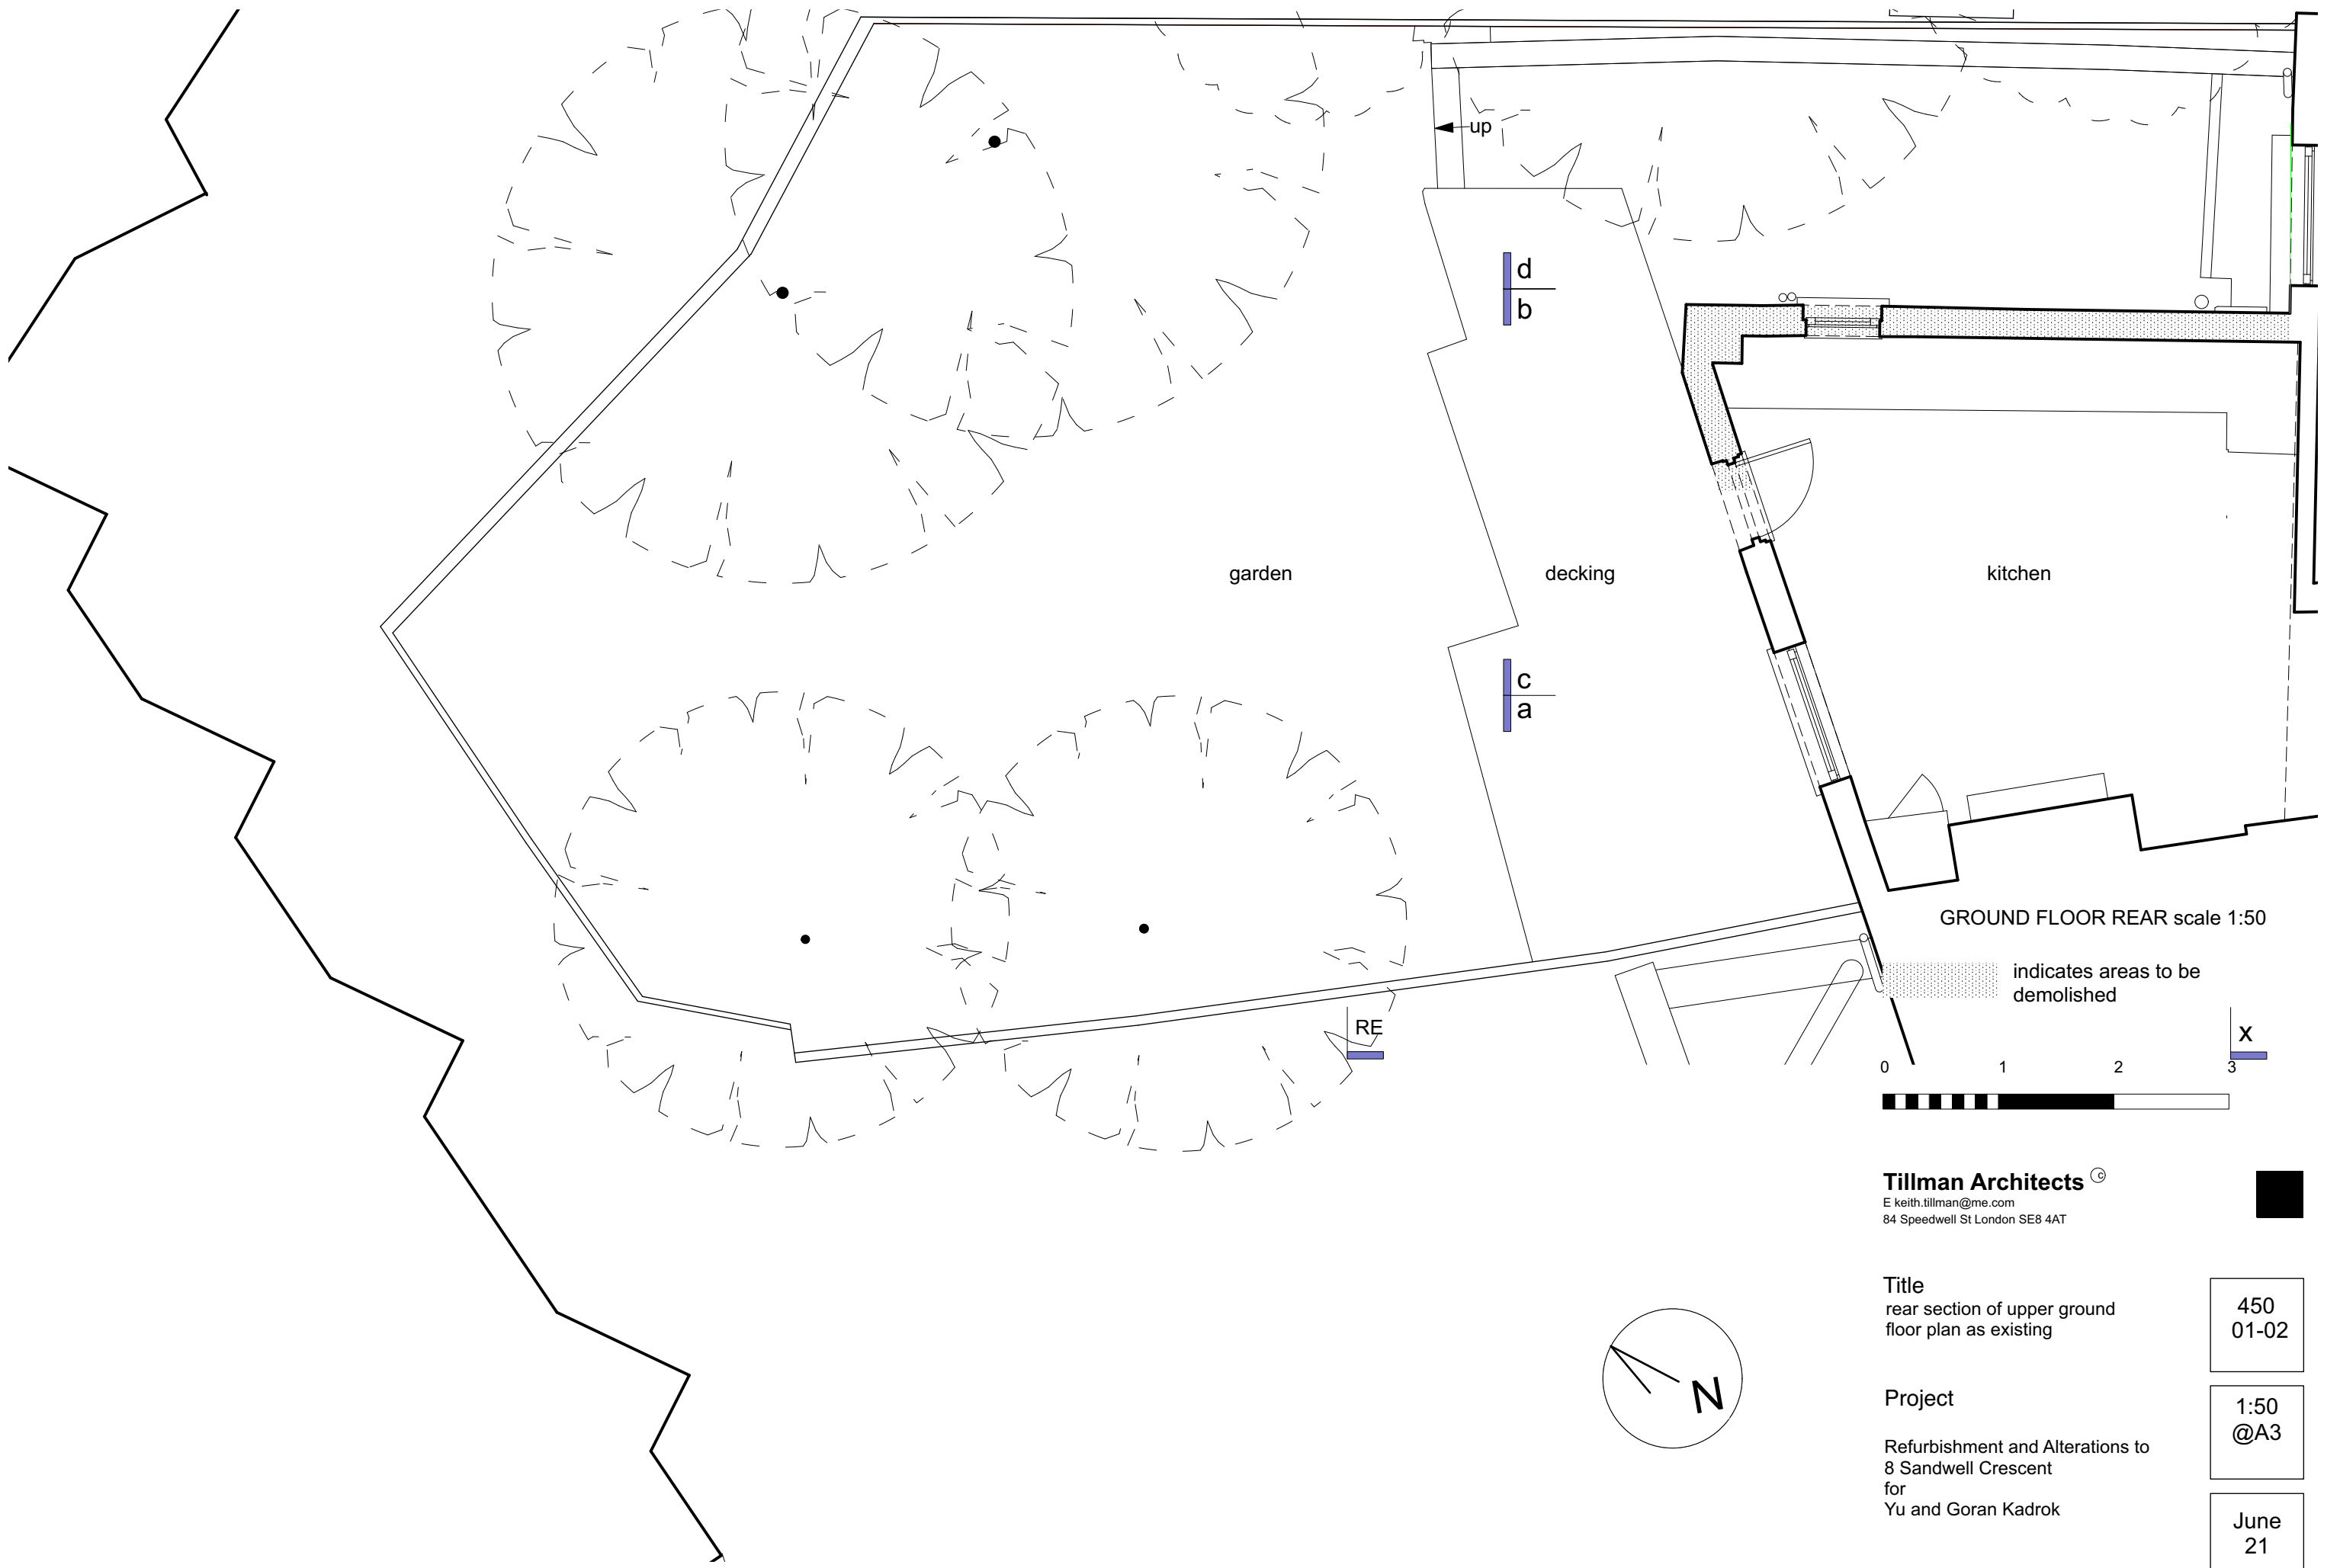 up
d
b
garden
decking
kitchen
c
a
GROUND FLOOR REAR scale 1:50
indicates areas to be
demolished
RE
x
0 1 2 3
Tillman Architects ©
E keith.tillman@me.com
84 Speedwell St London SE8 4AT
Title
rear section of upper ground
floor plan as existing
450
01-02
N
Project
1:50
@A3
Refurbishment and Alterations to
8 Sandwell Crescent
for
Yu and Goran Kadrok
June
21